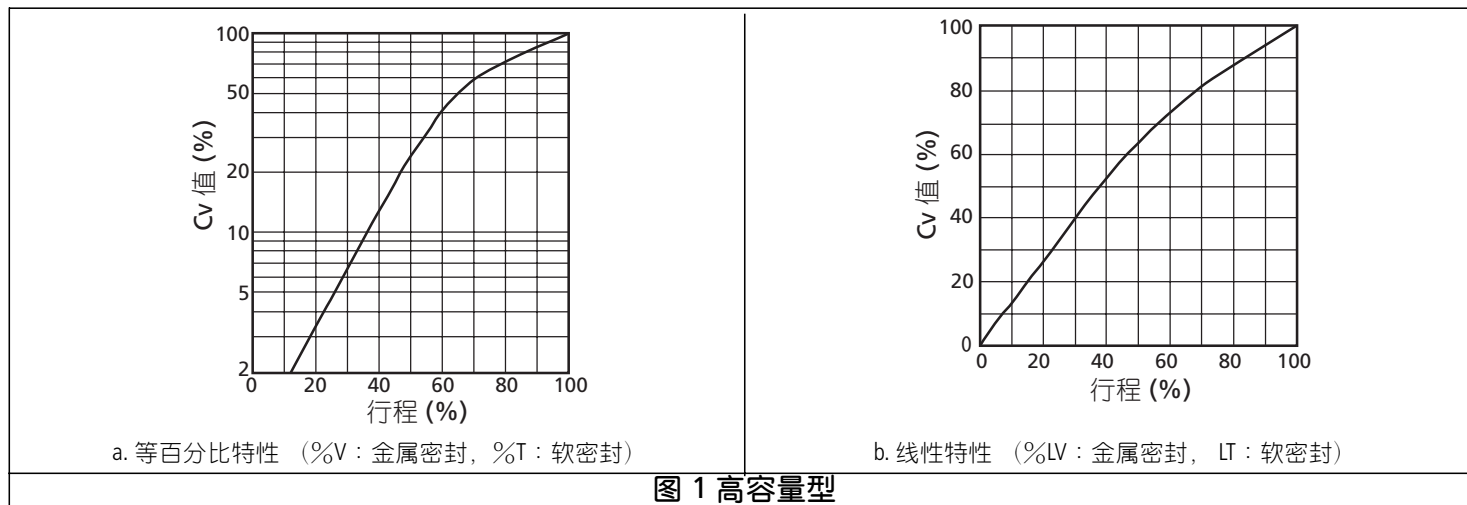 100
50
20
10
5
2
Cv 值 (%)
0 20 40 60 80 100
行程 (%)
a. 等百分比特性 （%V：金属密封，%T：软密封）
100
80
60
40
20
0
Cv 值 (%)
0 20 40 60 80 100
行程 (%)
b. 线性特性 （%LV：金属密封， LT：软密封）
图 1 高容量型